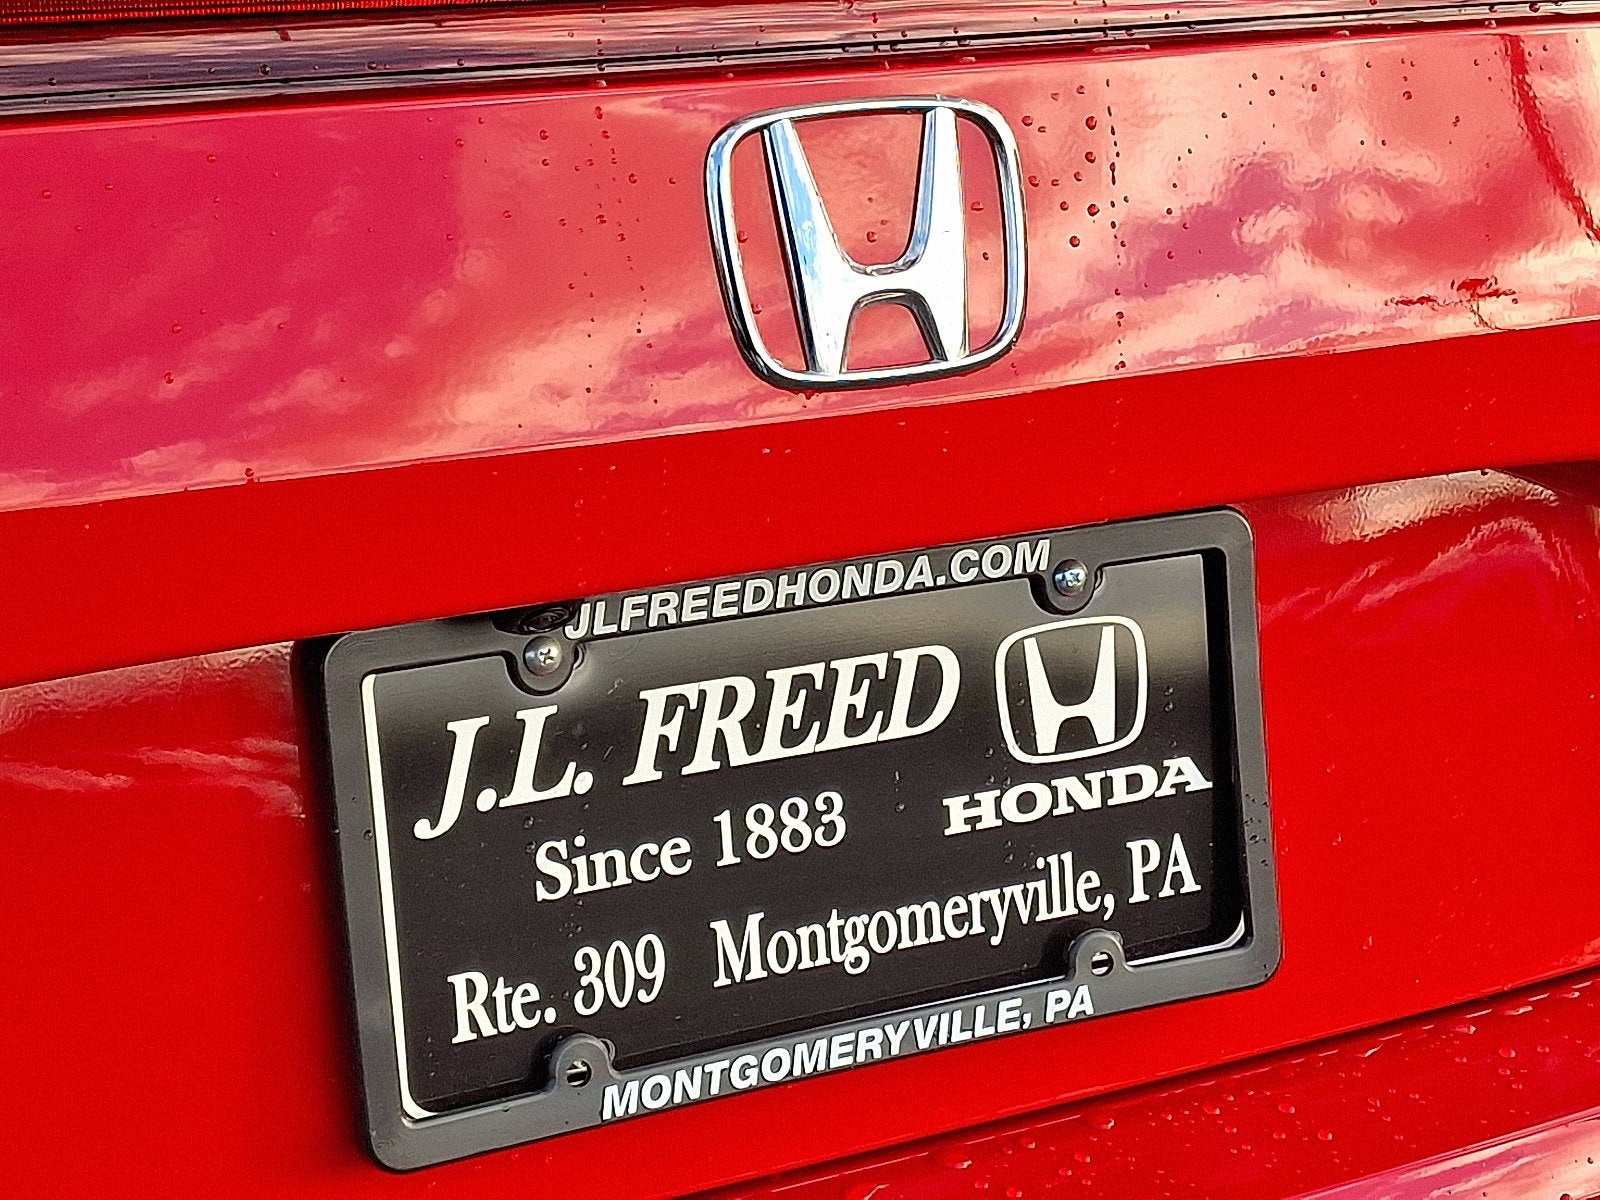 JLFREEDHONDA.COM
J.L. FREED
HONDA
Since 1883
Rte. 309 Montgomeryville, PA
MONTGOMERYVILLE, PA